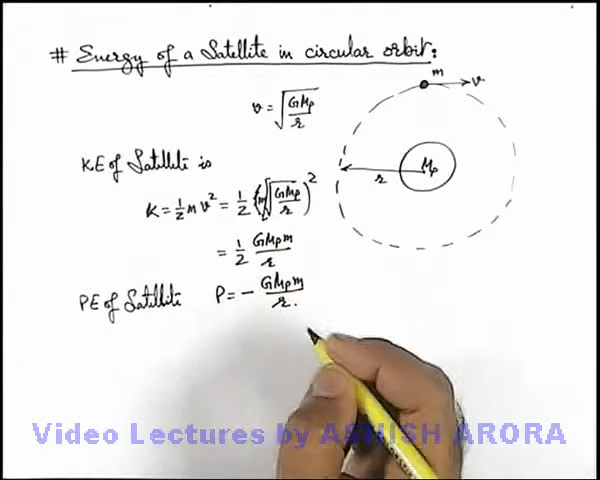 # Energy of a Satellite in circular orbit:
m
v
v = √(GMp/r)
Mp
r
KE of Satellite is
K = 1/2 m v² = 1/2 (m√(GMp/r))²
= 1/2 GMpm/r
PE of Satellite P = - GMpm/r.
Video Lectures by ASHISH ARORA